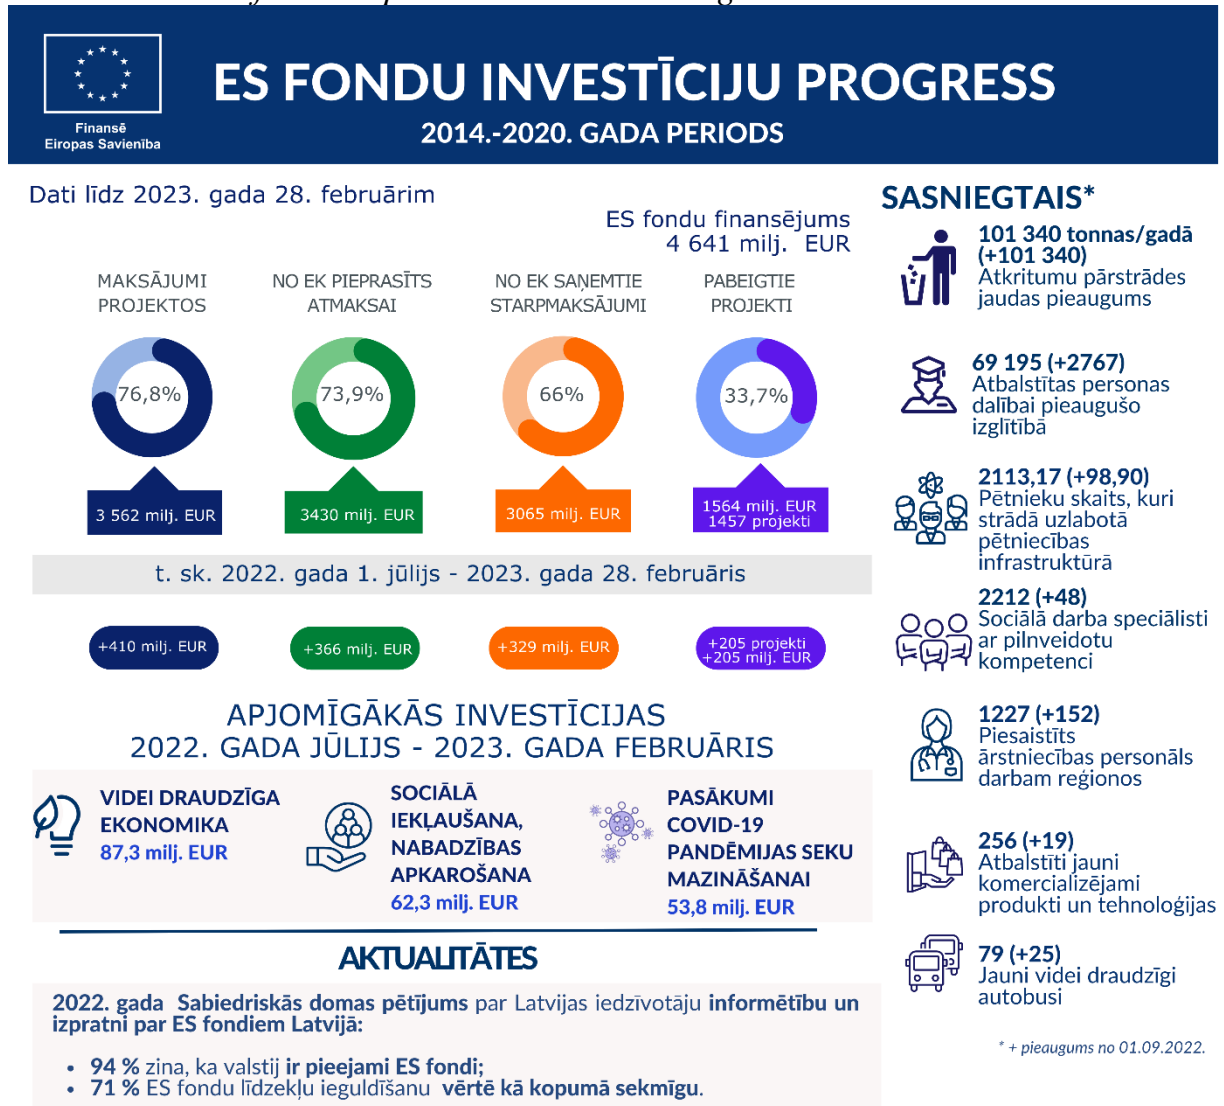 Finansē
Eiropas Savienība
ES FONDU INVESTĪCIJU PROGRESS
2014.-2020. GADA PERIODS
Dati līdz 2023. gada 28. februārim
ES fondu finansējums
4 641 milj. EUR
MAKSĀJUMI
PROJEKTOS
76,8%
3 562 milj. EUR
NO EK PIEPRASĪTS
ATMAKSAI
73,9%
3430 milj. EUR
NO EK SAŅEMTIE
STARPMAKSĀJUMI
66%
3065 milj. EUR
PABEIGTIE
PROJEKTI
33,7%
1564 milj. EUR
1457 projekti
t. sk. 2022. gada 1. jūlijs - 2023. gada 28. februāris
+410 milj. EUR
+366 milj. EUR
+329 milj. EUR
+205 projekti
+205 milj. EUR
APJOMĪGĀKĀS INVESTĪCIJAS
2022. GADA JŪLIJS - 2023. GADA FEBRUĀRIS
VIDEI DRAUDZĪGA
EKONOMIKA
87,3 milj. EUR
SOCIĀLĀ
IEKĻAUŠANA,
NABADZĪBAS
APKAROŠANA
62,3 milj. EUR
PASĀKUMI
COVID-19
PANDĒMIJAS SEKU
MAZINĀŠANAI
53,8 milj. EUR
AKTUALITĀTES
2022. gada Sabiedriskās domas pētījums par Latvijas iedzīvotāju informētību un
izpratni par ES fondiem Latvijā:
• 94 % zina, ka valstij ir pieejami ES fondi;
• 71 % ES fondu līdzekļu ieguldīšanu vērtē kā kopumā sekmīgu.
SASNIEGTAIS*
101 340 tonnas/gadā
(+101 340)
Atkritumu pārstrādes
jaudas pieaugums
69 195 (+2767)
Atbalstītas personas
dalībai pieaugušo
izglītībā
2113,17 (+98,90)
Pētnieku skaits, kuri
strādā uzlabotā
pētniecības
infrastruktūrā
2212 (+48)
Sociālā darba speciālisti
ar pilnveidotu
kompetenci
1227 (+152)
Piesaistīts
ārstniecības personāls
darbam reģionos
256 (+19)
Atbalstīti jauni
komercializējami
produkti un tehnoloģijas
79 (+25)
Jauni videi draudzīgi
autobusi
* + pieaugums no 01.09.2022.